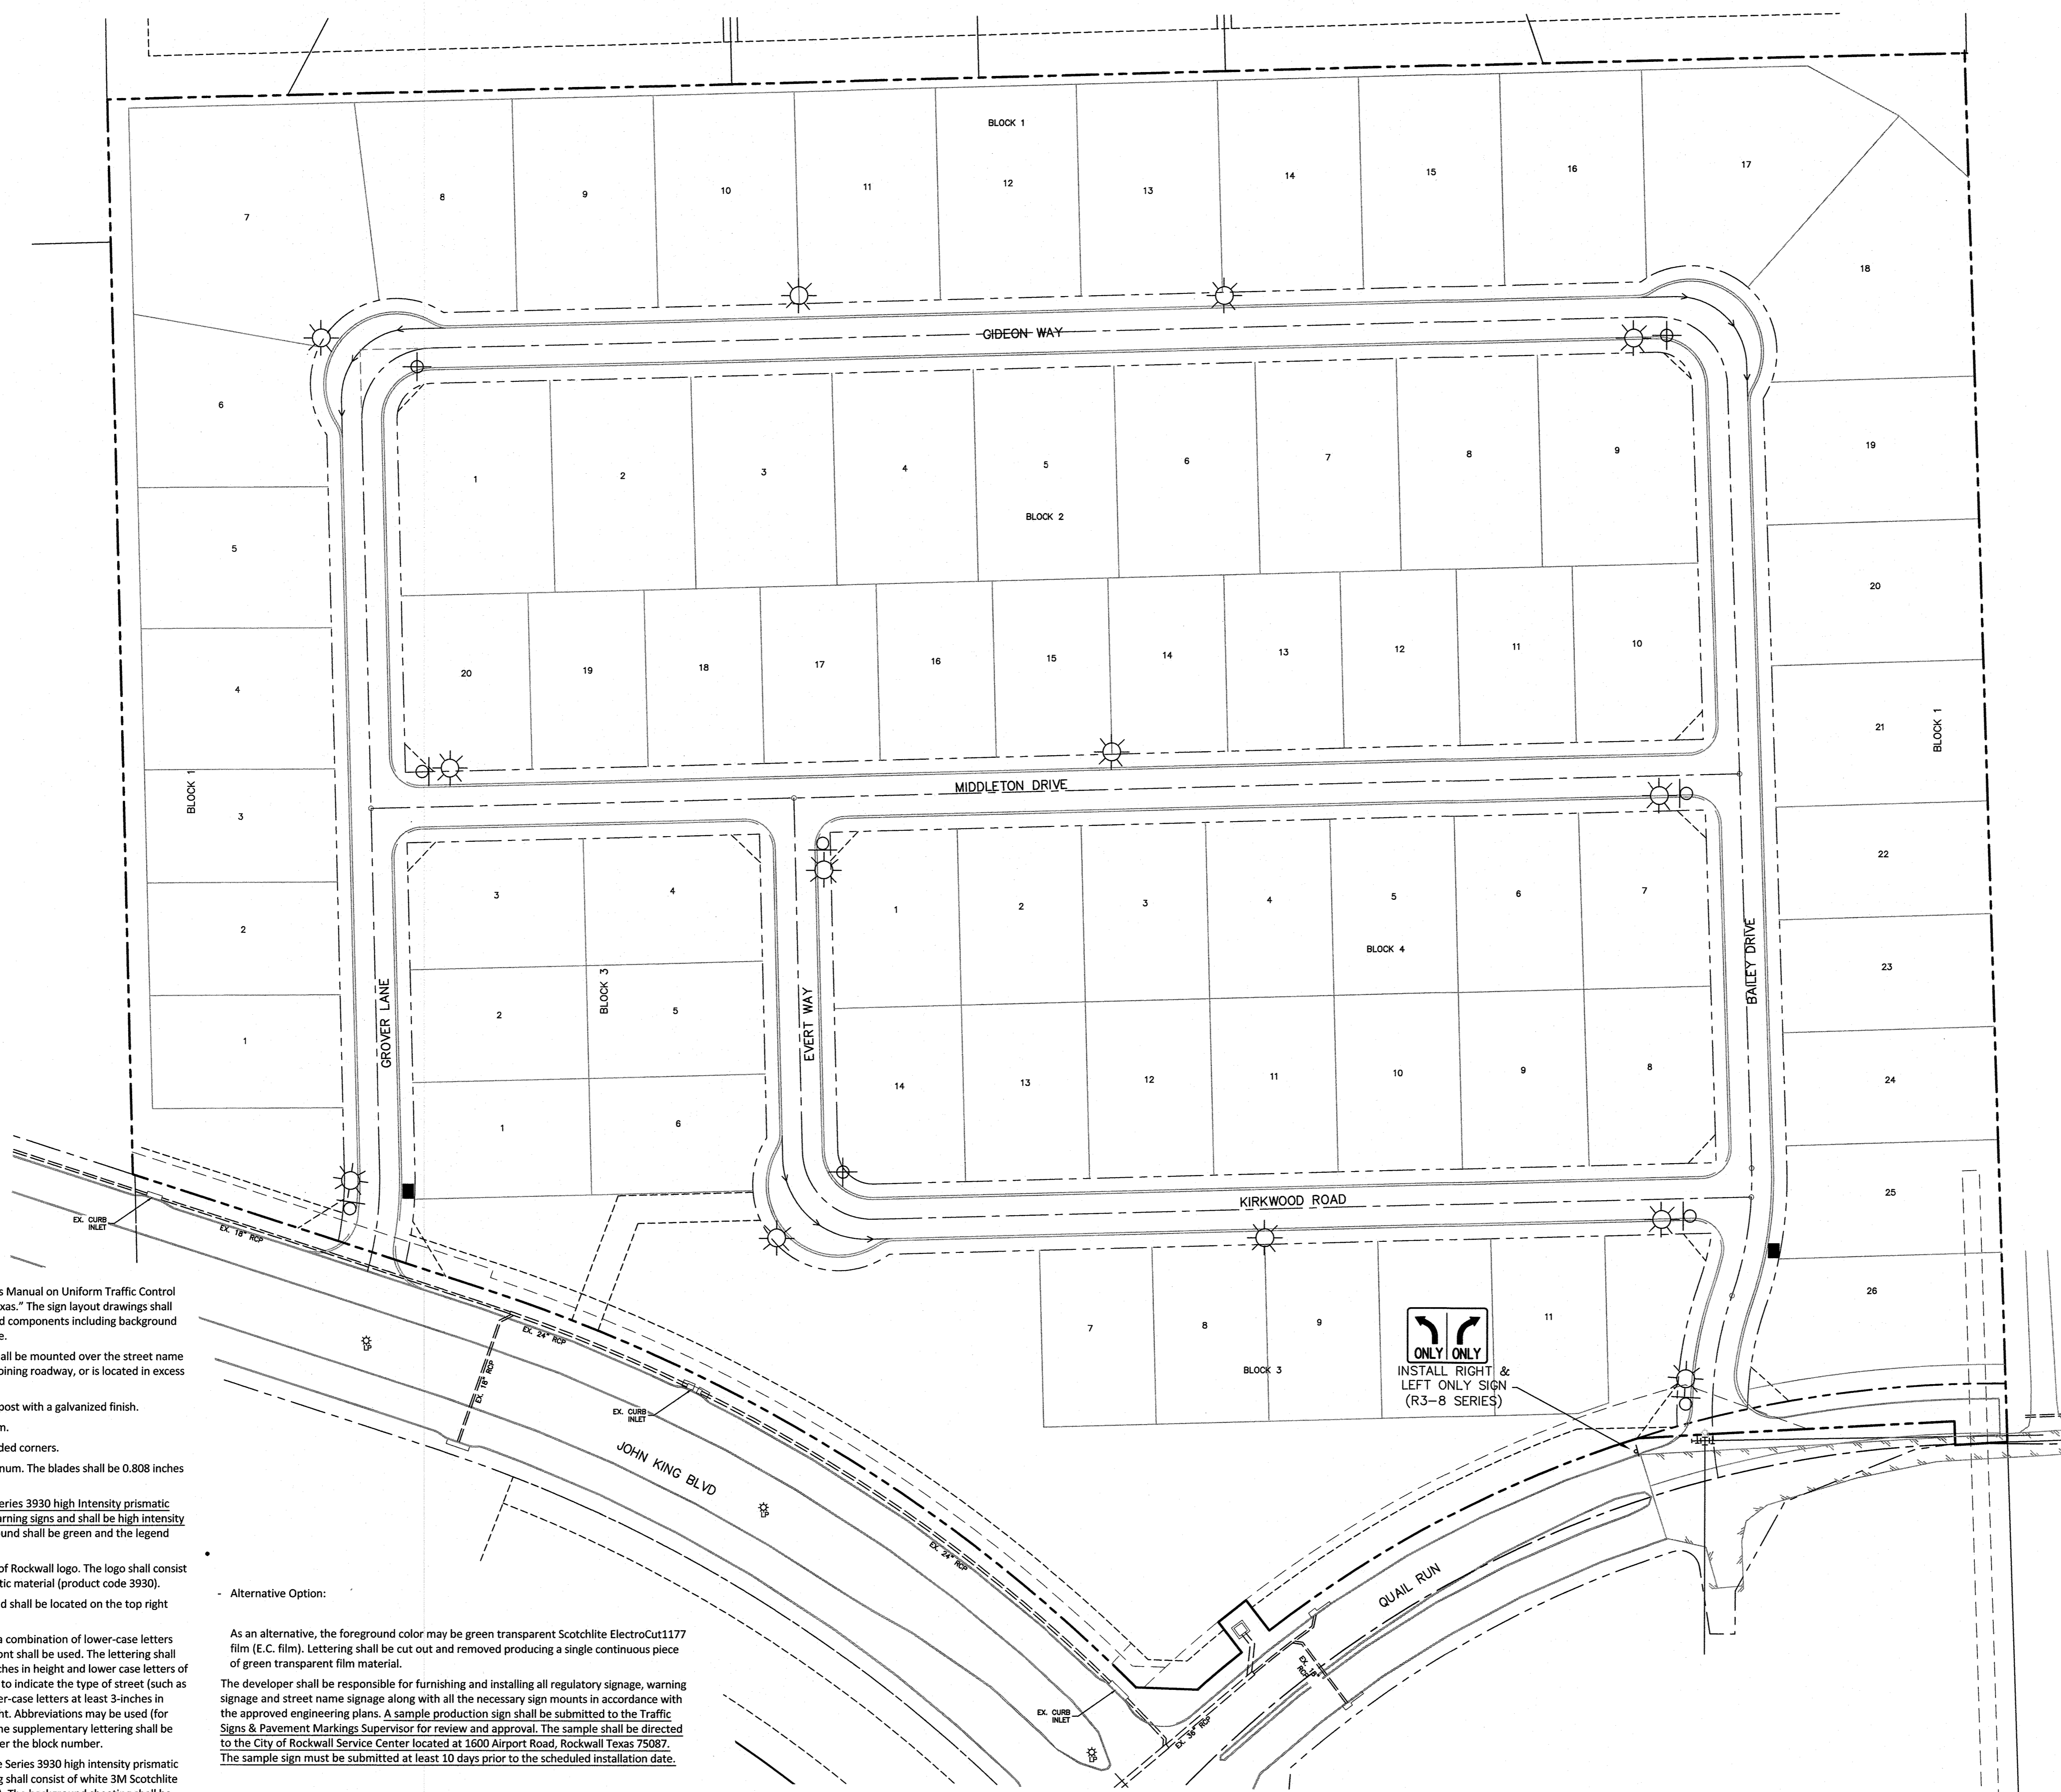 BLOCK 1
7
8
9
10
11
12
13
14
15
16
17
18
GIDEON WAY
6
19
1
2
3
4
5
6
7
8
9
BLOCK 2
5
20
20
19
18
17
16
15
14
13
12
11
10
4
21
BLOCK 1
MIDDLETON DRIVE
BLOCK 1
3
22
3
4
1
2
3
4
5
6
7
BLOCK 4
2
23
BAILEY DRIVE
GROVER LANE
BLOCK 3
EVERT WAY
2
5
1
24
14
13
12
11
10
9
8
1
6
25
KIRKWOOD ROAD
EX. CURB
INLET
EX. 18" RCP
26
7
8
9
11
BLOCK 3
ONLY ONLY
INSTALL RIGHT &
LEFT ONLY SIGN
(R3-8 SERIES)
EX. 24" RCP
LP
EX. 18" RCP
EX. CURB
INLET
JOHN KING BLVD
LP
EX. 24" RCP
QUAIL RUN
EX. 18"
RCP
EX. CURB
INLET
EX. 36" RCP
LP
s Manual on Uniform Traffic Control
xas." The sign layout drawings shall
d components including background
e.
all be mounted over the street name
oining roadway, or is located in excess
post with a galvanized finish.
m.
ded corners.
num. The blades shall be 0.808 inches
eries 3930 high Intensity prismatic
arning signs and shall be high intensity
und shall be green and the legend
of Rockwall logo. The logo shall consist
tic material (product code 3930).
d shall be located on the top right
a combination of lower-case letters
ont shall be used. The lettering shall
ches in height and lower case letters of
to indicate the type of street (such as
er-case letters at least 3-inches in
nt. Abbreviations may be used (for
he supplementary lettering shall be
er the block number.
e Series 3930 high intensity prismatic
g shall consist of white 3M Scotchlite
- Alternative Option:
As an alternative, the foreground color may be green transparent Scotchlite ElectroCut1177
film (E.C. film). Lettering shall be cut out and removed producing a single continuous piece
of green transparent film material.
The developer shall be responsible for furnishing and installing all regulatory signage, warning
signage and street name signage along with all the necessary sign mounts in accordance with
the approved engineering plans. A sample production sign shall be submitted to the Traffic
Signs & Pavement Markings Supervisor for review and approval. The sample shall be directed
to the City of Rockwall Service Center located at 1600 Airport Road, Rockwall Texas 75087.
The sample sign must be submitted at least 10 days prior to the scheduled installation date.